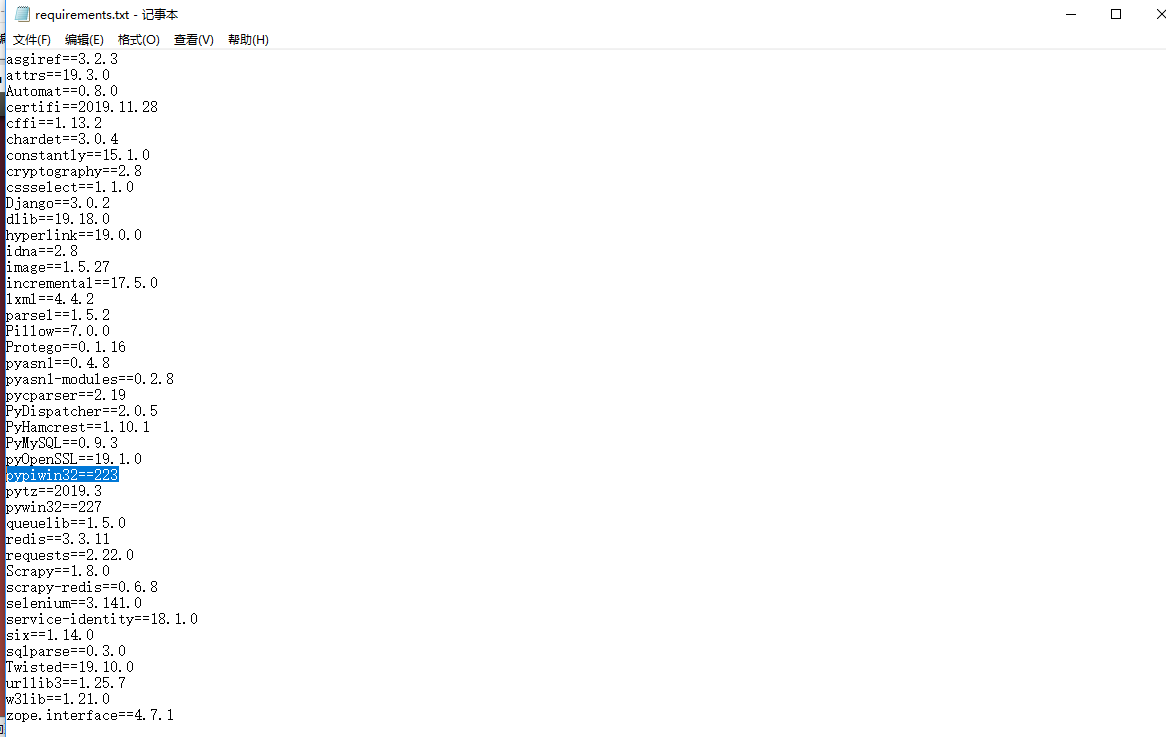 requirements.txt - 记事本
文件(F) 编辑(E) 格式(O) 查看(V) 帮助(H)
asgiref==3.2.3
attrs==19.3.0
Automat==0.8.0
certifi==2019.11.28
cffi==1.13.2
chardet==3.0.4
constantly==15.1.0
cryptography==2.8
cssselect==1.1.0
Django==3.0.2
dlib==19.18.0
hyperlink==19.0.0
idna==2.8
image==1.5.27
incremental==17.5.0
lxml==4.4.2
parsel==1.5.2
Pillow==7.0.0
Protego==0.1.16
pyasn1==0.4.8
pyasn1-modules==0.2.8
pycparser==2.19
PyDispatcher==2.0.5
PyHamcrest==1.10.1
PyMySQL==0.9.3
pyOpenSSL==19.1.0
pypiwin32==223
pytz==2019.3
pywin32==227
queuelib==1.5.0
redis==3.3.11
requests==2.22.0
Scrapy==1.8.0
scrapy-redis==0.6.8
selenium==3.141.0
service-identity==18.1.0
six==1.14.0
sqlparse==0.3.0
Twisted==19.10.0
urllib3==1.25.7
w3lib==1.21.0
zope.interface==4.7.1